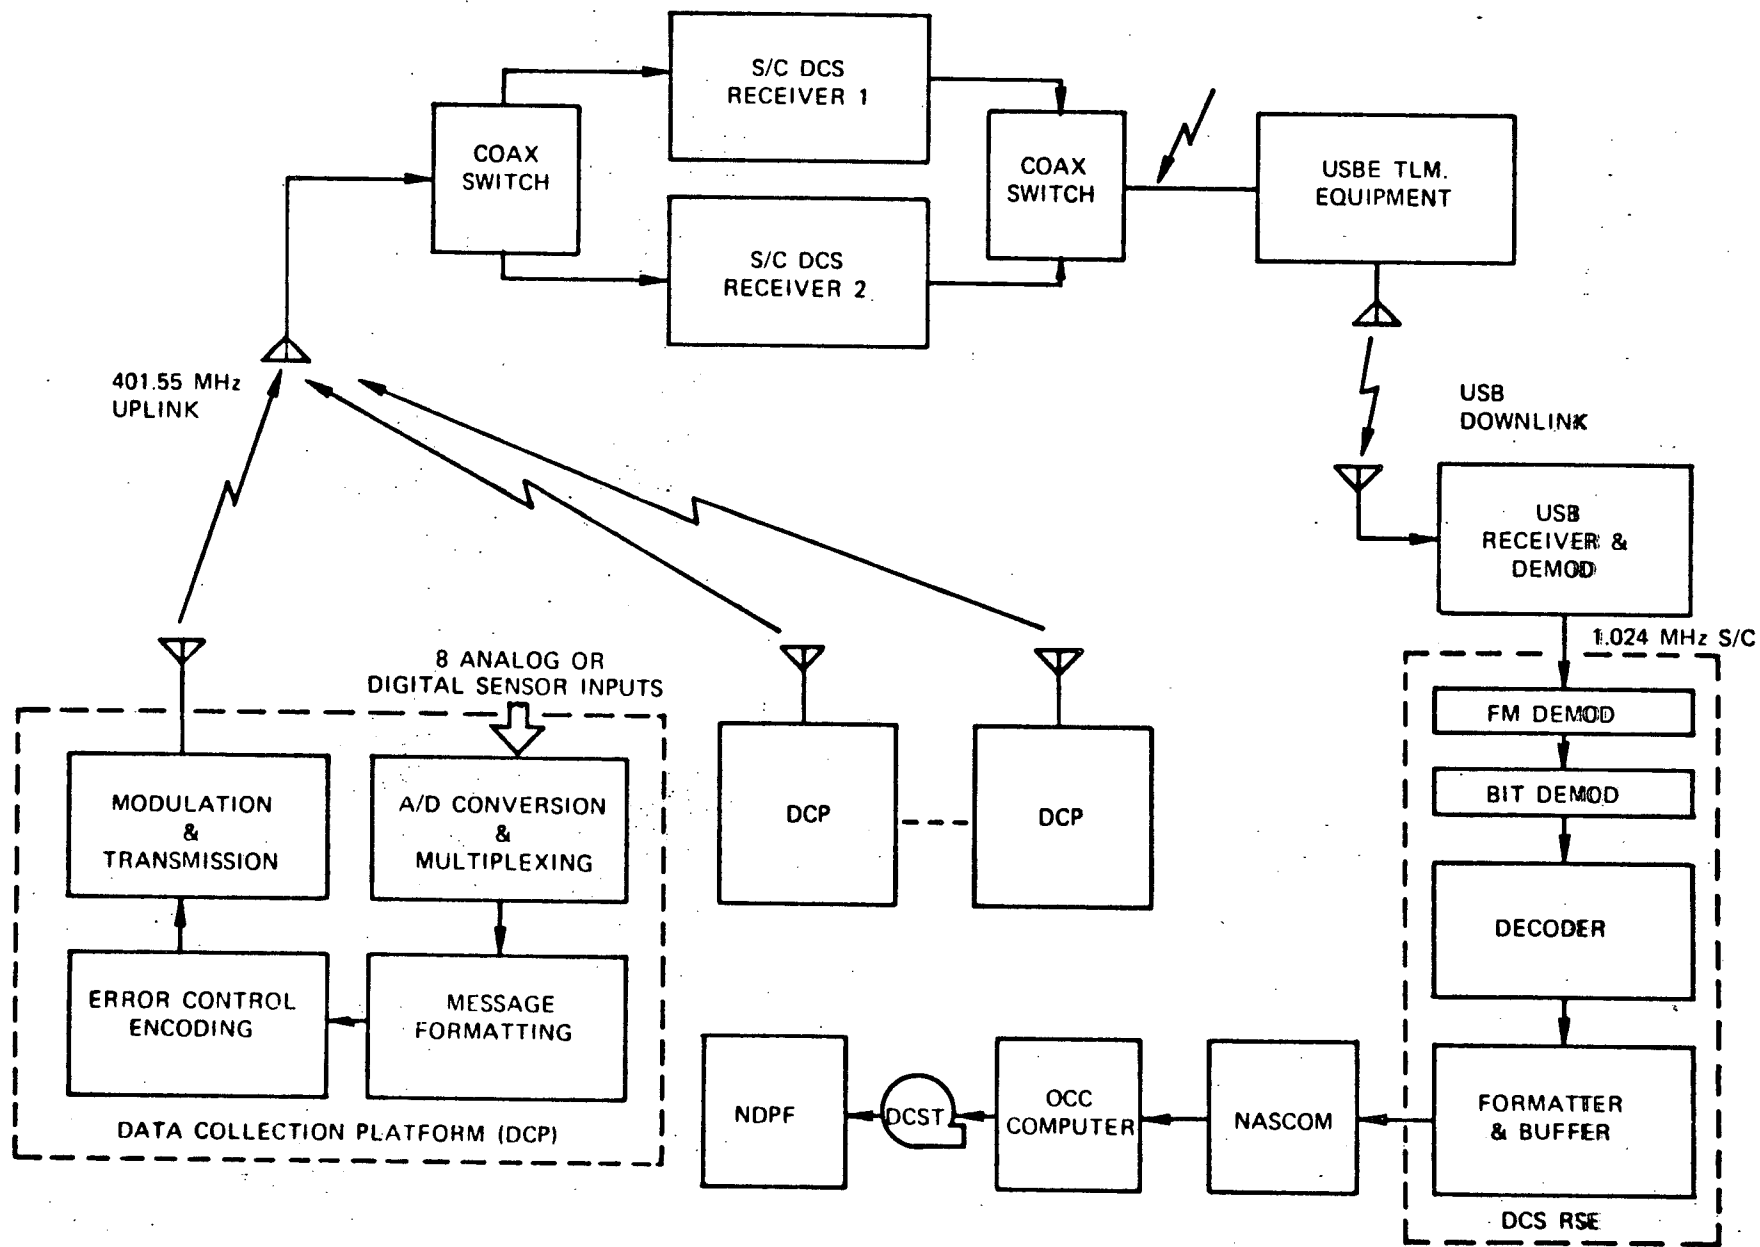 S/C DCS
RECEIVER 1
COAX
SWITCH
S/C DCS
RECEIVER 2
COAX
SWITCH
USBE TLM.
EQUIPMENT
401.55 MHz
UPLINK
USB
DOWNLINK
USB
RECEIVER &
DEMOD
1.024 MHz S/C
8 ANALOG OR
DIGITAL SENSOR INPUTS
MODULATION
&
TRANSMISSION
A/D CONVERSION
&
MULTIPLEXING
ERROR CONTROL
ENCODING
MESSAGE
FORMATTING
DATA COLLECTION PLATFORM (DCP)
DCP
DCP
FM DEMOD
BIT DEMOD
DECODER
FORMATTER
& BUFFER
DCS RSE
NASCOM
OCC
COMPUTER
DCST
NDPF